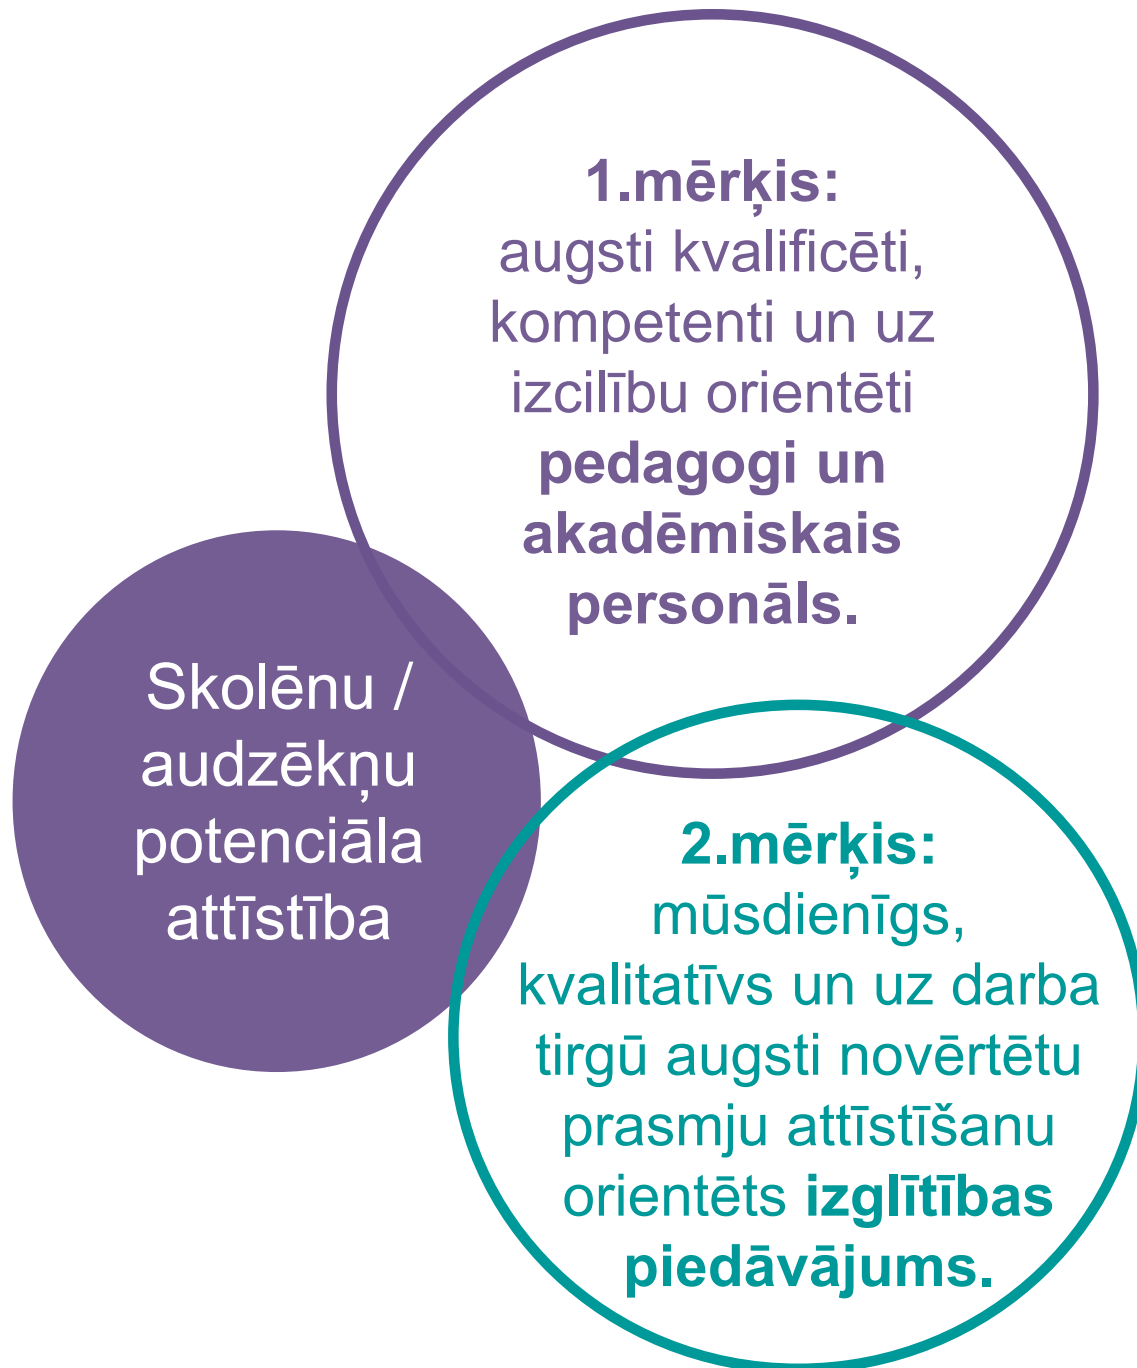 1.mērķis:
augsti kvalificēti,
kompetenti un uz
izcilību orientēti
pedagogi un
akadēmiskais
personāls.
Skolēnu /
audzēkņu
potenciāla
attīstība
2.mērķis:
mūsdienīgs,
kvalitatīvs un uz darba
tirgū augsti novērtētu
prasmju attīstīšanu
orientēts izglītības
piedāvājums.